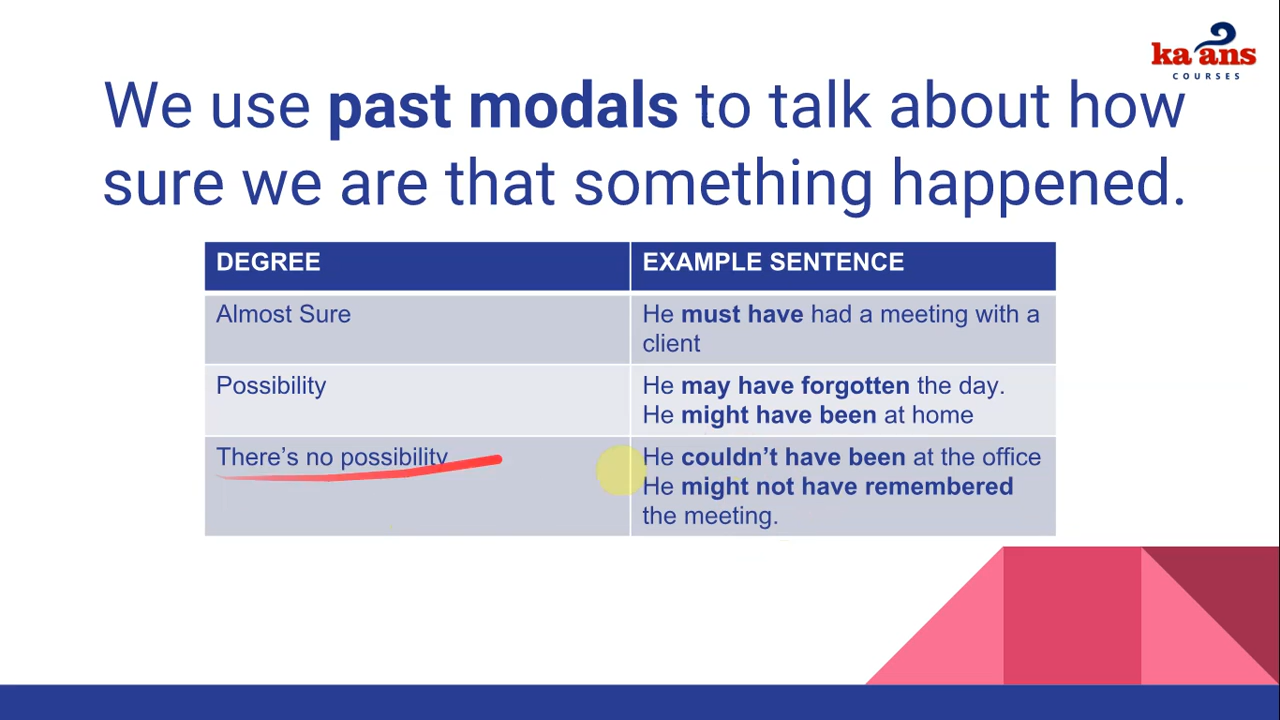 ka ans
COURSES
We use past modals to talk about how
sure we are that something happened.
DEGREE
EXAMPLE SENTENCE
Almost Sure
He must have had a meeting with a
client
Possibility
He may have forgotten the day.
He might have been at home
There's no possibility
He couldn't have been at the office
He might not have remembered
the meeting.